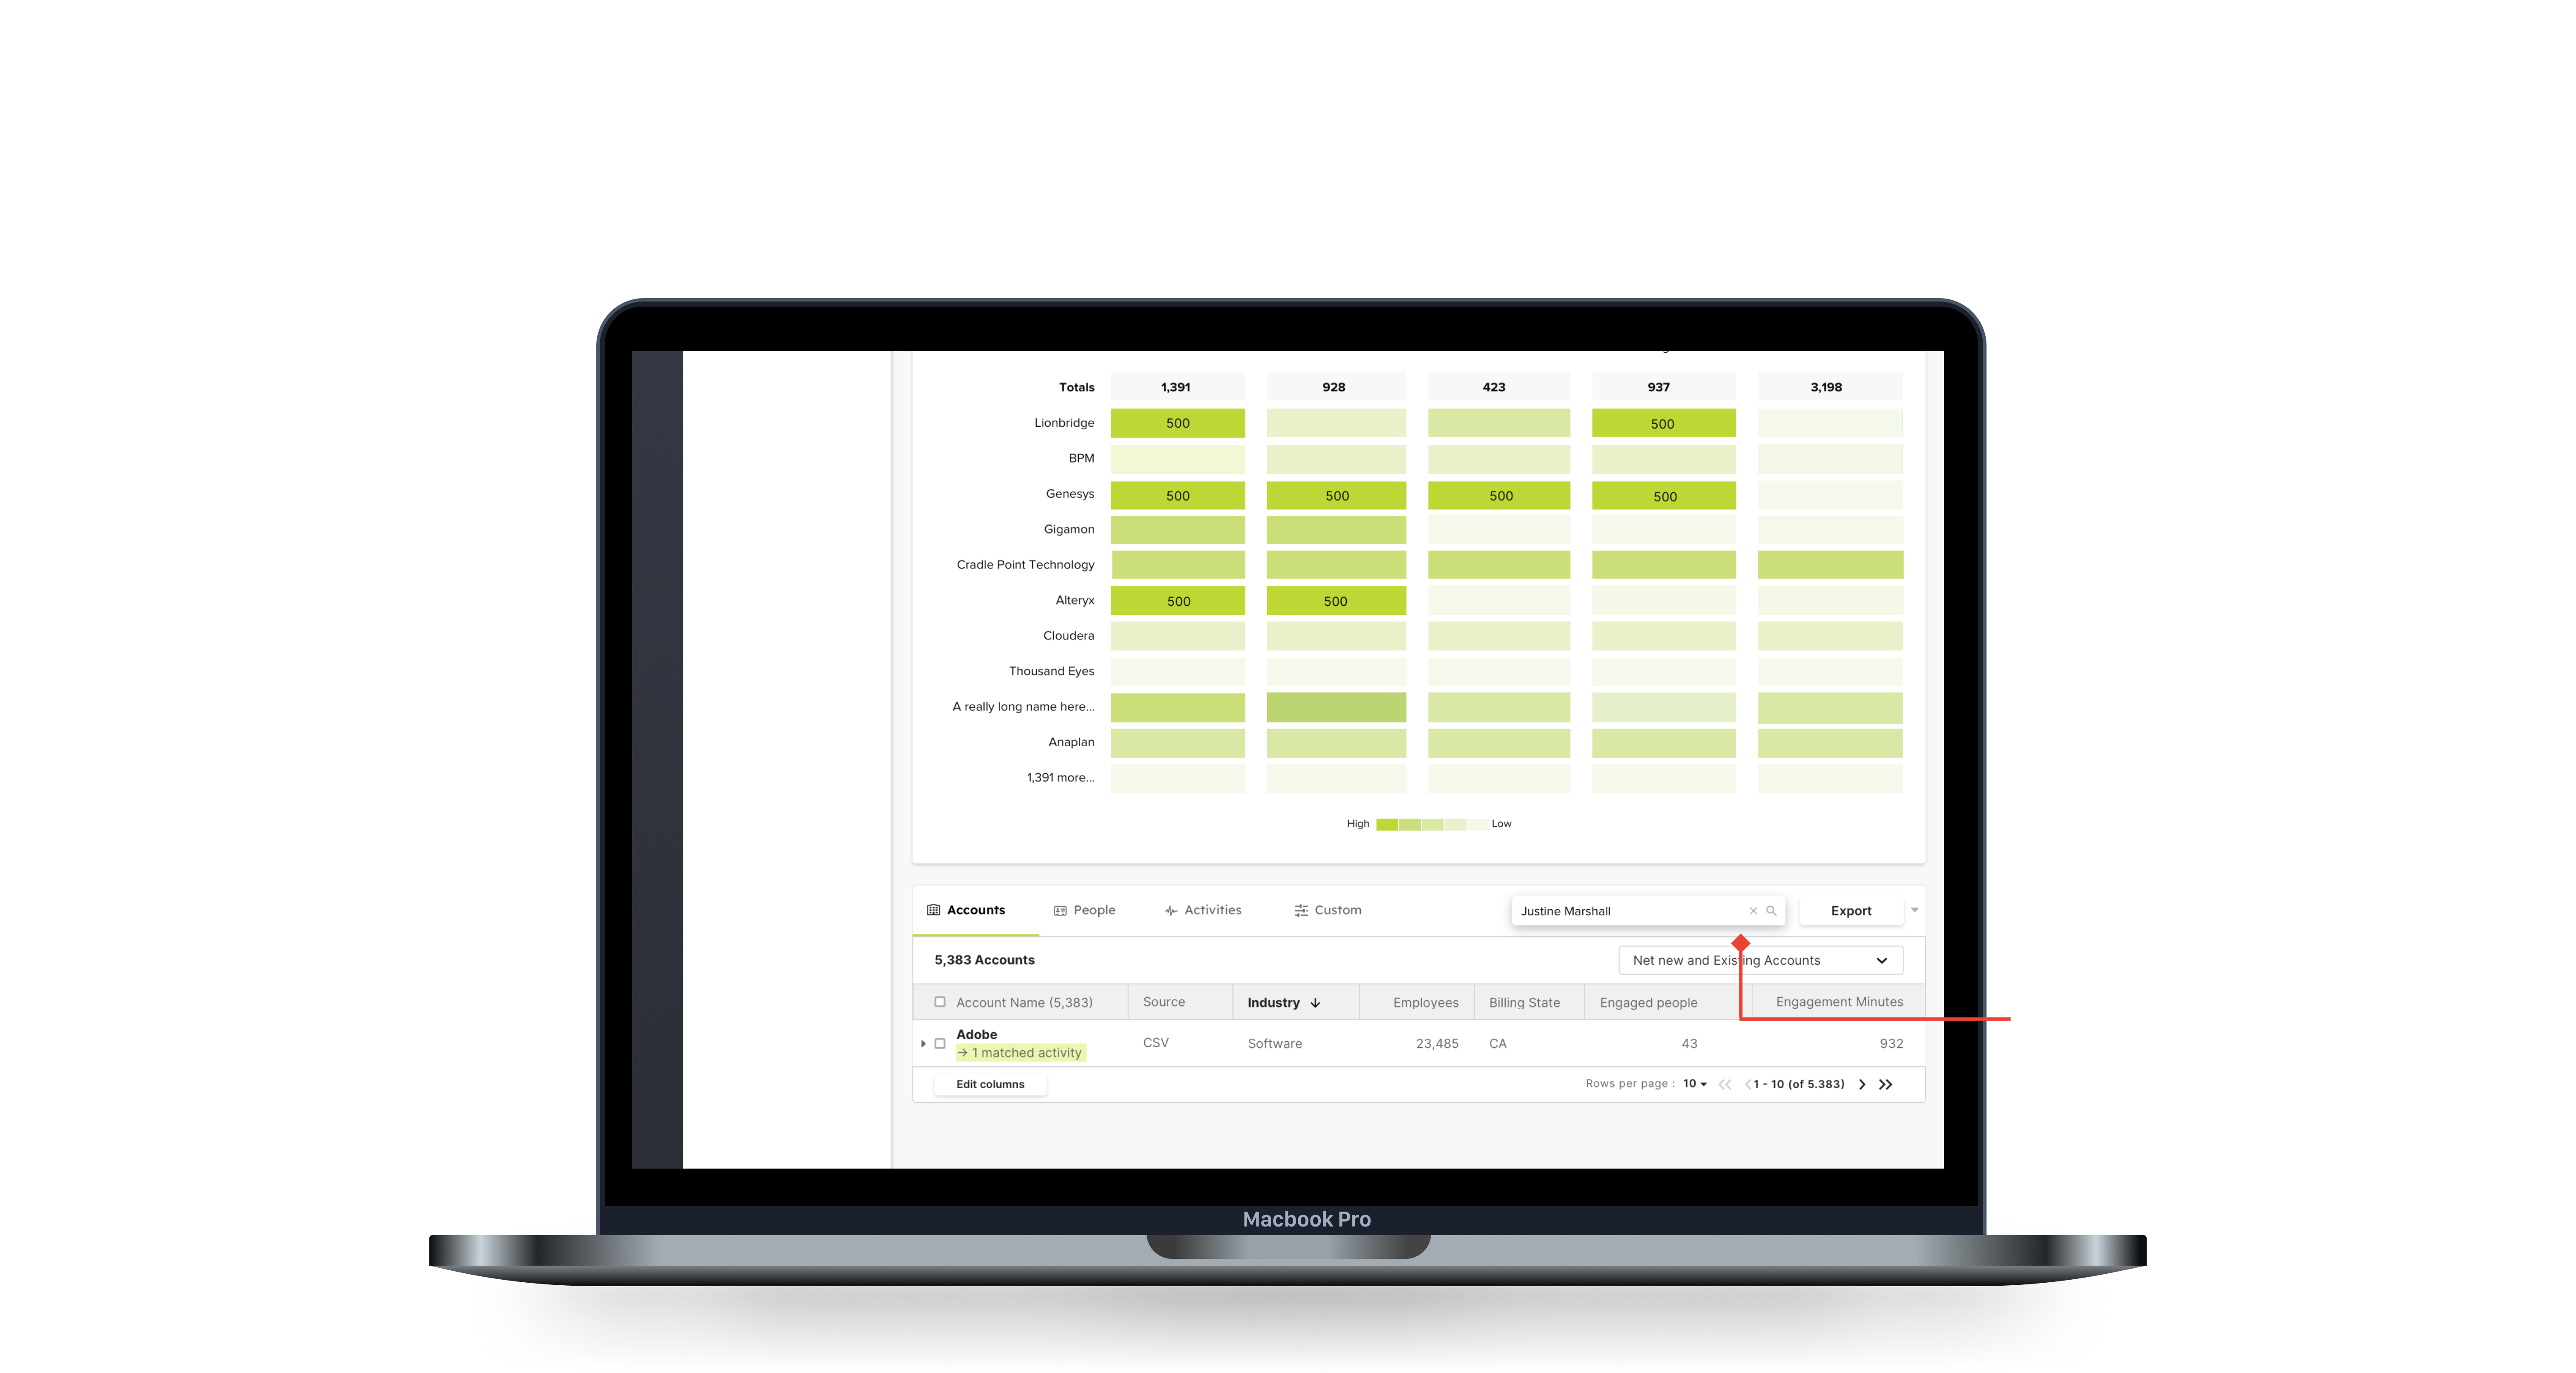 Totals 1,391 928 423 937 3,198
Lionbridge 500 500
BPM
Genesys 500 500 500 500
Gigamon
Cradle Point Technology
Alteryx 500 500
Cloudera
Thousand Eyes
A really long name here...
Anaplan
1,391 more...
High Low
Accounts People Activities Custom Justine Marshall Export
5,383 Accounts Net new and Existing Accounts
Account Name (5,383) Source Industry Employees Billing State Engaged people Engagement Minutes
Adobe
→ 1 matched activity CSV Software 23,485 CA 43 932
Edit columns Rows per page : 10 1 - 10 (of 5.383)
Macbook Pro